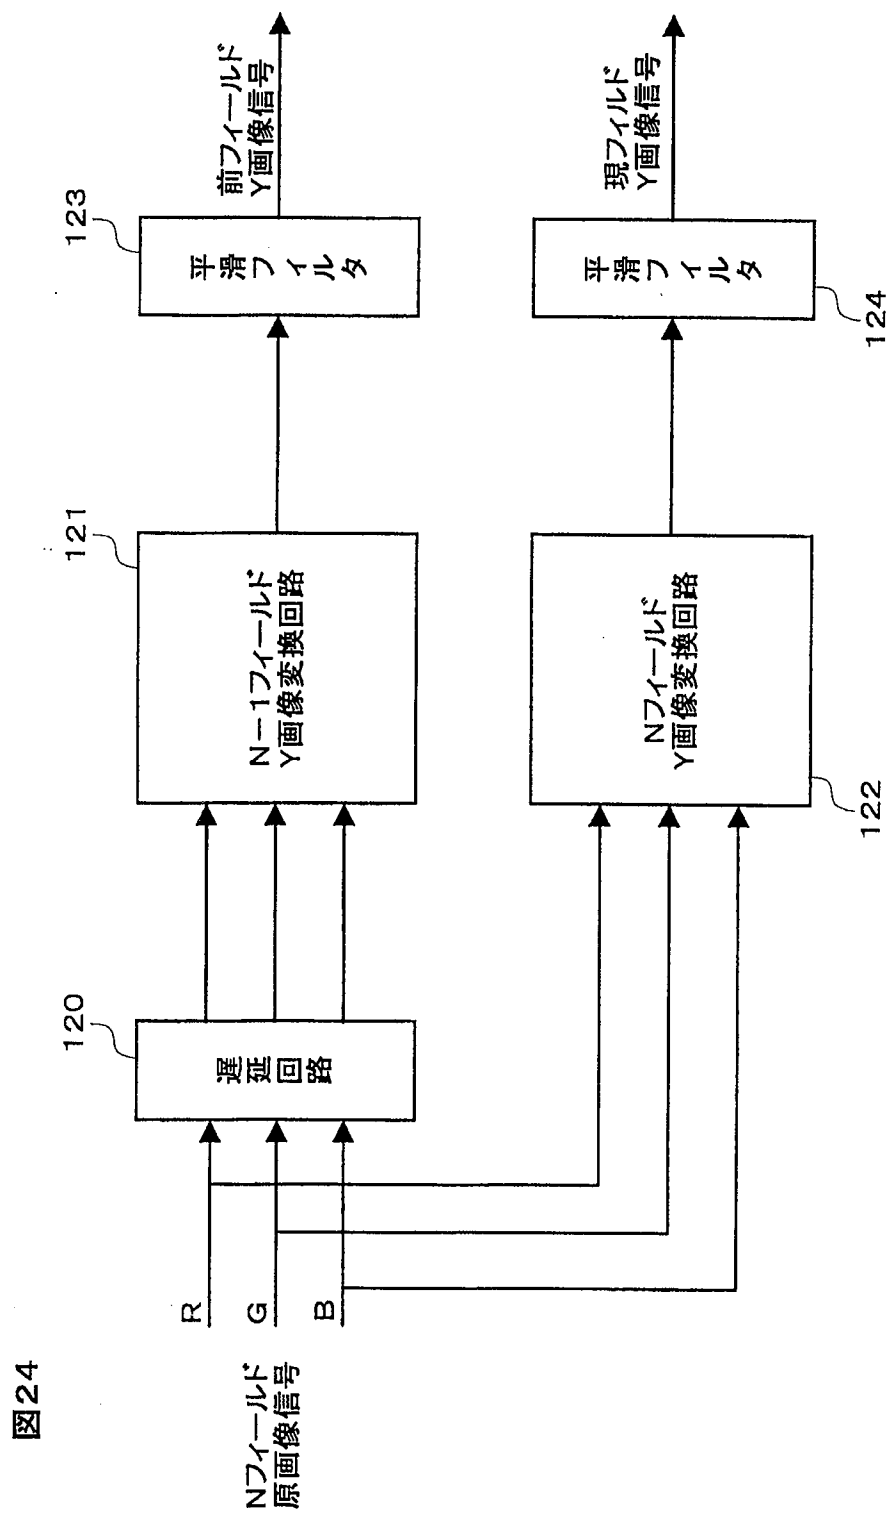 図24
Nフィールド
原画像信号
R
G
B
120
遅延回路
121
N－1フィールド
Y画像変換回路
123
平滑フィルタ
前フィールド
Y画像信号
Nフィールド
Y画像変換回路
122
平滑フィルタ
124
現フィルド
Y画像信号